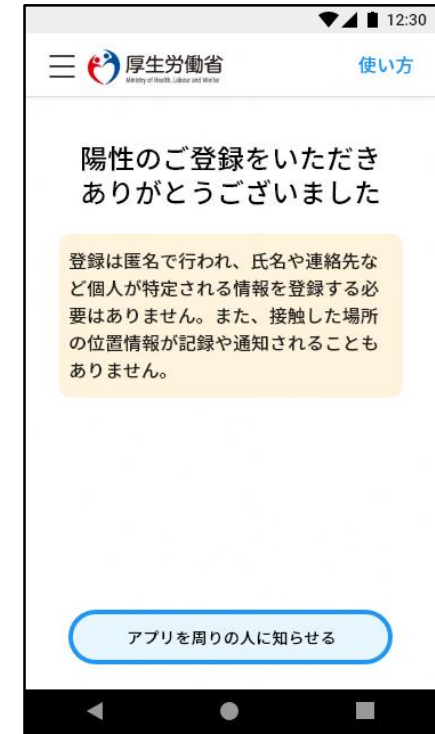 12:30
厚生労働省
Ministry of Health, Labour and Welfare
使い方
陽性のご登録をいただき
ありがとうございました
登録は匿名で行われ、氏名や連絡先な
ど個人が特定される情報を登録する必
要はありません。また、接触した場所
の位置情報が記録や通知されることも
ありません。
アプリを周りの人に知らせる